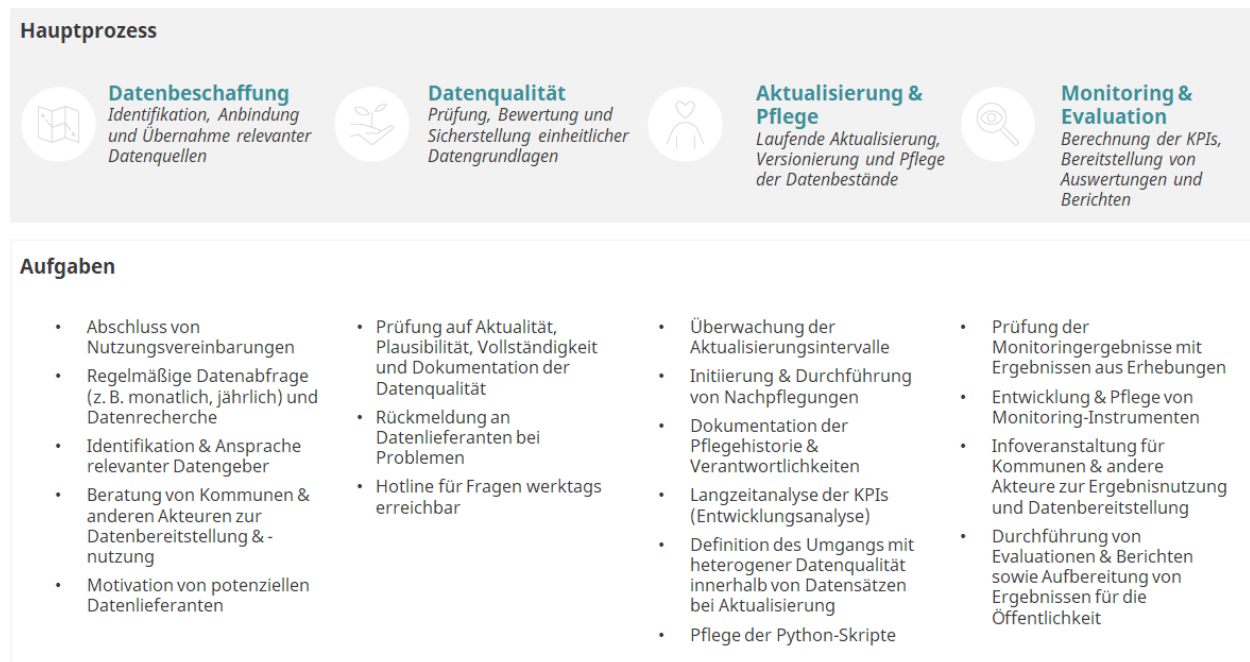 Hauptprozess
Datenbeschaffung
Identifikation, Anbindung
und Übernahme relevanter
Datenquellen
Datenqualität
Prüfung, Bewertung und
Sicherstellung einheitlicher
Datengrundlagen
Aktualisierung &
Pflege
Laufende Aktualisierung,
Versionierung und Pflege
der Datenbestände
Monitoring &
Evaluation
Berechnung der KPIs,
Bereitstellung von
Auswertungen und
Berichten
Aufgaben
• Abschluss von
Nutzungsvereinbarungen
• Regelmäßige Datenabfrage
(z. B. monatlich, jährlich) und
Datenrecherche
• Identifikation & Ansprache
relevanter Datengeber
• Beratung von Kommunen &
anderen Akteuren zur
Datenbereitstellung & -
nutzung
• Motivation von potenziellen
Datenlieferanten
• Prüfung auf Aktualität,
Plausibilität, Vollständigkeit
und Dokumentation der
Datenqualität
• Rückmeldung an
Datenlieferanten bei
Problemen
• Hotline für Fragen werktags
erreichbar
• Überwachung der
Aktualisierungsintervalle
• Initiierung & Durchführung
von Nachpflegungen
• Dokumentation der
Pflegehistorie &
Verantwortlichkeiten
• Langzeitanalyse der KPIs
(Entwicklungsanalyse)
• Definition des Umgangs mit
heterogener Datenqualität
innerhalb von Datensätzen
bei Aktualisierung
• Pflege der Python-Skripte
• Prüfung der
Monitoringergebnisse mit
Ergebnissen aus Erhebungen
• Entwicklung & Pflege von
Monitoring-Instrumenten
• Infoveranstaltung für
Kommunen & andere
Akteure zur Ergebnisnutzung
und Datenbereitstellung
• Durchführung von
Evaluationen & Berichten
sowie Aufbereitung von
Ergebnissen für die
Öffentlichkeit